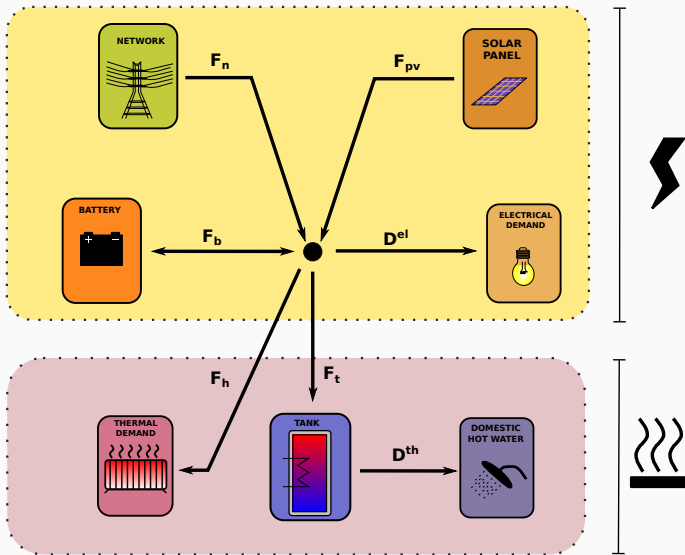 NETWORK
SOLAR
PANEL
Fn
Fpv
BATTERY
+ −
Fb
Del
ELECTRICAL
DEMAND
Fh
Ft
THERMAL
DEMAND
TANK
Dth
DOMESTIC
HOT WATER